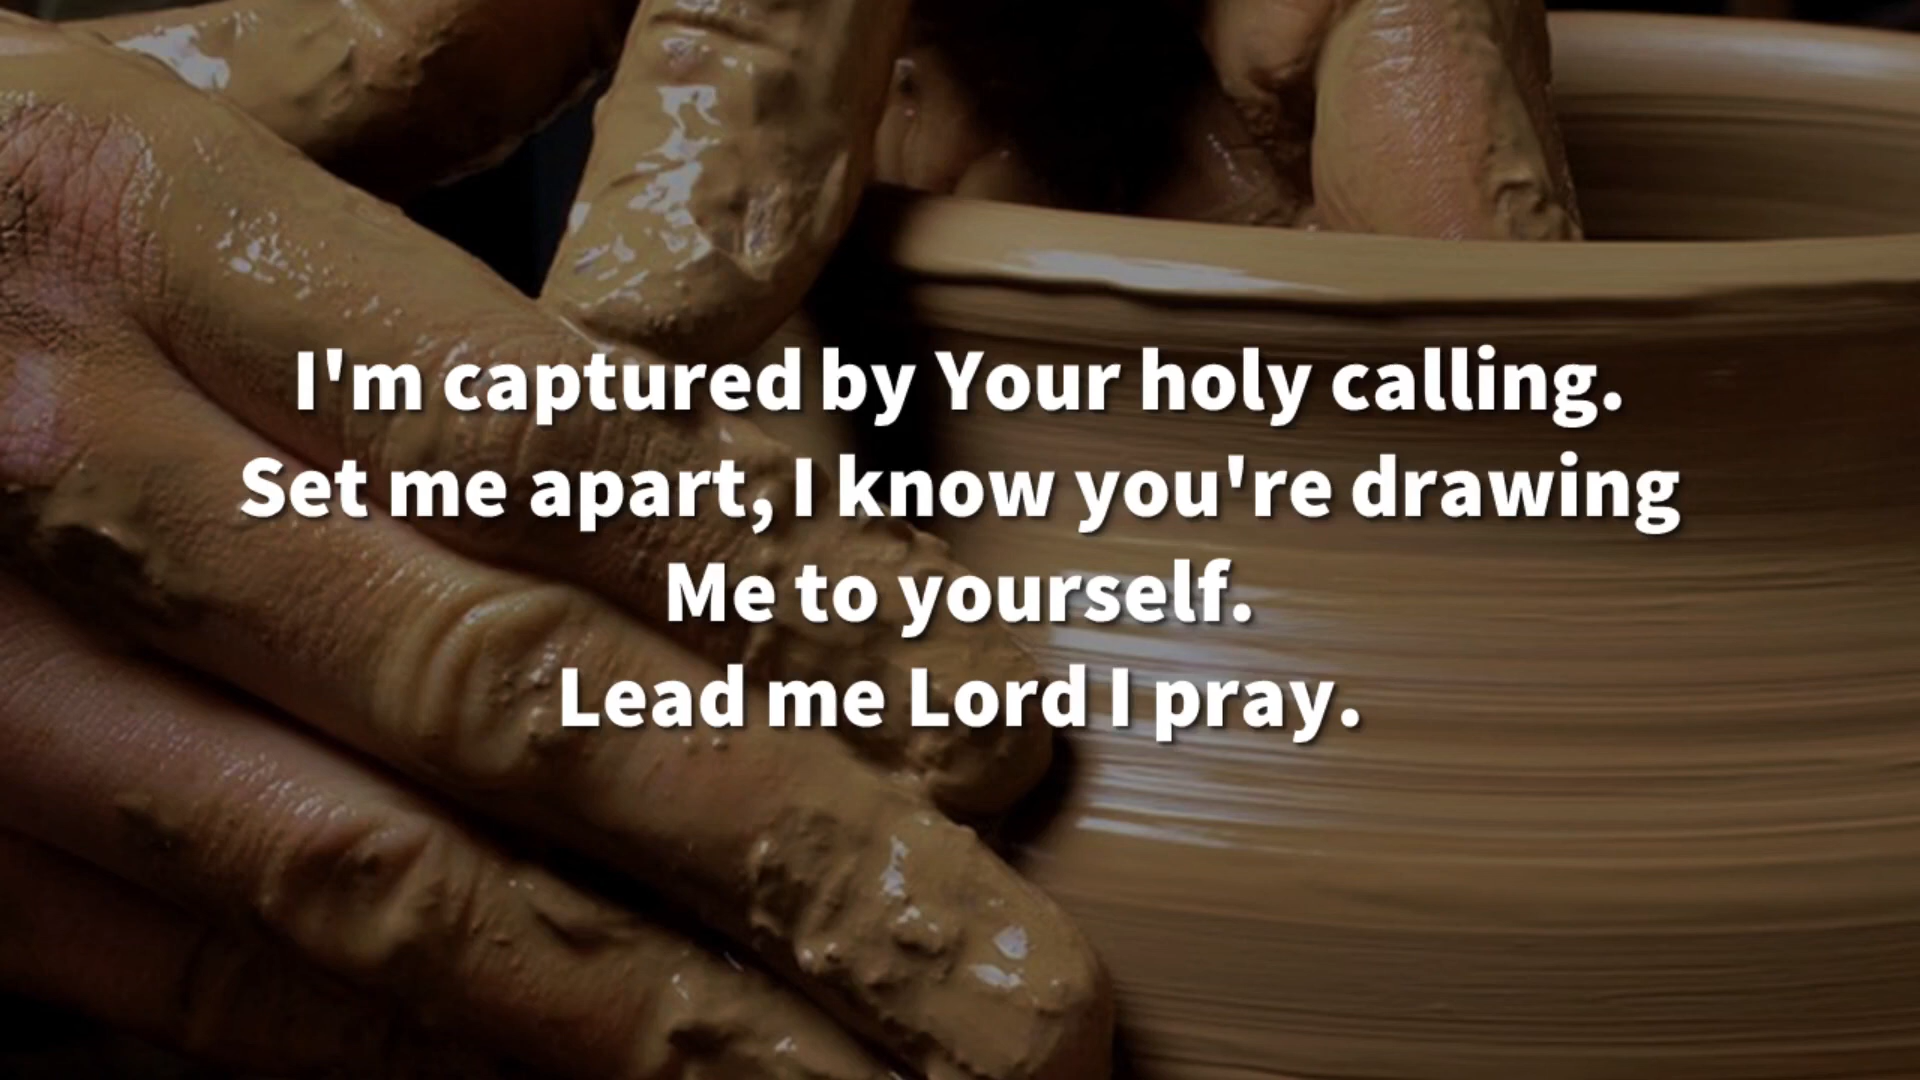 I'm captured by Your holy calling.
Set me apart, I know you're drawing
Me to yourself.
Lead me Lord I pray.